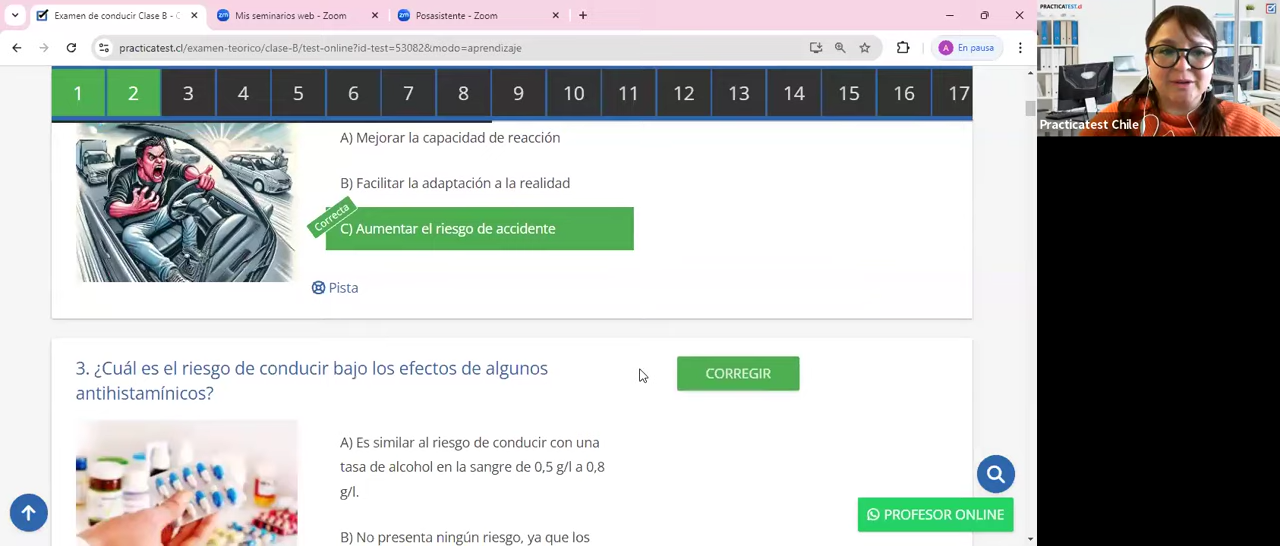 Examen de conducir Clase B - C
Mis seminarios web - Zoom
Posasistente - Zoom
practicatest.cl/examen-teorico/clase-B/test-online?id-test=53082&modo=aprendizaje
A
En pausa
1 2 3 4 5 6 7 8 9 10 11 12 13 14 15 16 17
A) Mejorar la capacidad de reacción
B) Facilitar la adaptación a la realidad
Correcta
C) Aumentar el riesgo de accidente
Pista
3. ¿Cuál es el riesgo de conducir bajo los efectos de algunos
antihistamínicos?
CORREGIR
A) Es similar al riesgo de conducir con una
tasa de alcohol en la sangre de 0,5 g/l a 0,8
g/l.
B) No presenta ningún riesgo, ya que los
PROFESOR ONLINE
PRACTICATEST.CL
Practicatest Chile